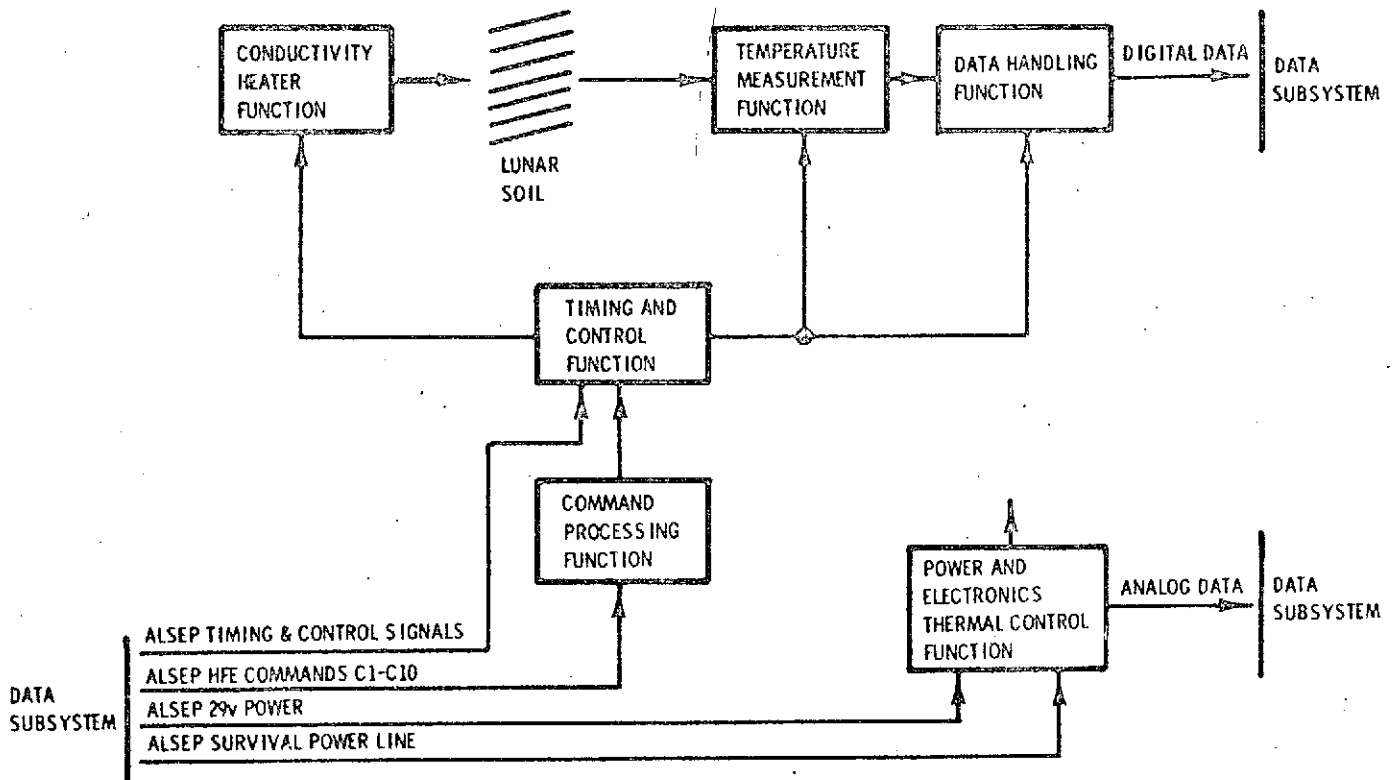 CONDUCTIVITY
HEATER
FUNCTION
LUNAR
SOIL
TEMPERATURE
MEASUREMENT
FUNCTION
DATA HANDLING
FUNCTION
DIGITAL DATA
DATA
SUBSYSTEM
TIMING AND
CONTROL
FUNCTION
COMMAND
PROCESSING
FUNCTION
POWER AND
ELECTRONICS
THERMAL CONTROL
FUNCTION
ANALOG DATA
DATA
SUBSYSTEM
DATA
SUBSYSTEM
ALSEP TIMING & CONTROL SIGNALS
ALSEP HFE COMMANDS C1-C10
ALSEP 29v POWER
ALSEP SURVIVAL POWER LINE